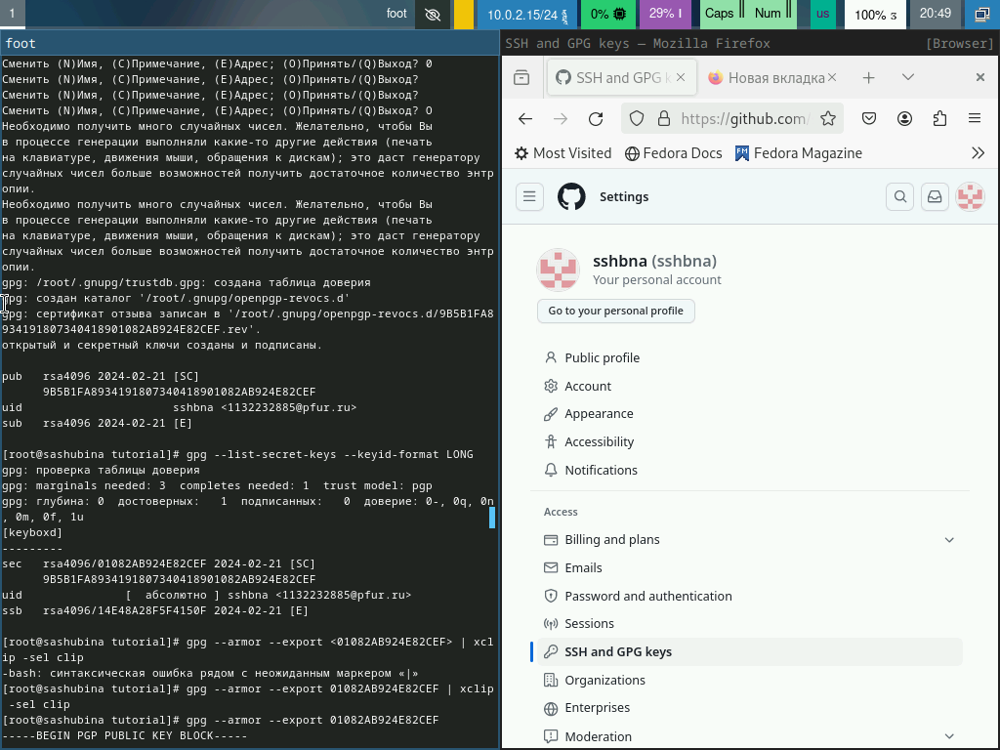 1
foot
10.0.2.15/24
0%
29%
Caps
Num
us
100%
20:49
foot
Сменить (N)Имя, (C)Примечание, (E)Адрес; (O)Принять/(Q)Выход? 0
Сменить (N)Имя, (C)Примечание, (E)Адрес; (O)Принять/(Q)Выход?
Сменить (N)Имя, (C)Примечание, (E)Адрес; (O)Принять/(Q)Выход?
Сменить (N)Имя, (C)Примечание, (E)Адрес; (O)Принять/(Q)Выход? O
Необходимо получить много случайных чисел. Желательно, чтобы Вы
в процессе генерации выполняли какие-то другие действия (печать
на клавиатуре, движения мыши, обращения к дискам); это даст генератору
случайных чисел больше возможностей получить достаточное количество энтр
опии.
Необходимо получить много случайных чисел. Желательно, чтобы Вы
в процессе генерации выполняли какие-то другие действия (печать
на клавиатуре, движения мыши, обращения к дискам); это даст генератору
случайных чисел больше возможностей получить достаточное количество энтр
опии.
gpg: /root/.gnupg/trustdb.gpg: создана таблица доверия
gpg: создан каталог '/root/.gnupg/openpgp-revocs.d'
gpg: сертификат отзыва записан в '/root/.gnupg/openpgp-revocs.d/9B5B1FA8
9341918073404189​01082AB924E82CEF.rev'.
открытый и секретный ключи созданы и подписаны.
pub   rsa4096 2024-02-21 [SC]
9B5B1FA89341918073404189​01082AB924E82CEF
uid                      sshbna <1132232885@pfur.ru>
sub   rsa4096 2024-02-21 [E]
[root@sashubina tutorial]# gpg --list-secret-keys --keyid-format LONG
gpg: проверка таблицы доверия
gpg: marginals needed: 3  completes needed: 1  trust model: pgp
gpg: глубина: 0  достоверных:   1  подписанных:   0  доверие: 0-, 0q, 0n
, 0m, 0f, 1u
[keyboxd]
---------
sec   rsa4096/01082AB924E82CEF 2024-02-21 [SC]
9B5B1FA89341918073404189​01082AB924E82CEF
uid               [  абсолютно ] sshbna <1132232885@pfur.ru>
ssb   rsa4096/14E48A28F5F4150F 2024-02-21 [E]
[root@sashubina tutorial]# gpg --armor --export <01082AB924E82CEF> | xcl
ip -sel clip
-bash: синтаксическая ошибка рядом с неожиданным маркером «|»
[root@sashubina tutorial]# gpg --armor --export 01082AB924E82CEF | xclip
-sel clip
[root@sashubina tutorial]# gpg --armor --export 01082AB924E82CEF
-----BEGIN PGP PUBLIC KEY BLOCK-----
SSH and GPG keys — Mozilla Firefox
[Browser]
SSH and GPG k
Новая вкладка
https://github.com/
Most Visited
Fedora Docs
FM Fedora Magazine
Settings
sshbna (sshbna)
Your personal account
Go to your personal profile
Public profile
Account
Appearance
Accessibility
Notifications
Access
Billing and plans
Emails
Password and authentication
Sessions
SSH and GPG keys
Organizations
Enterprises
Moderation